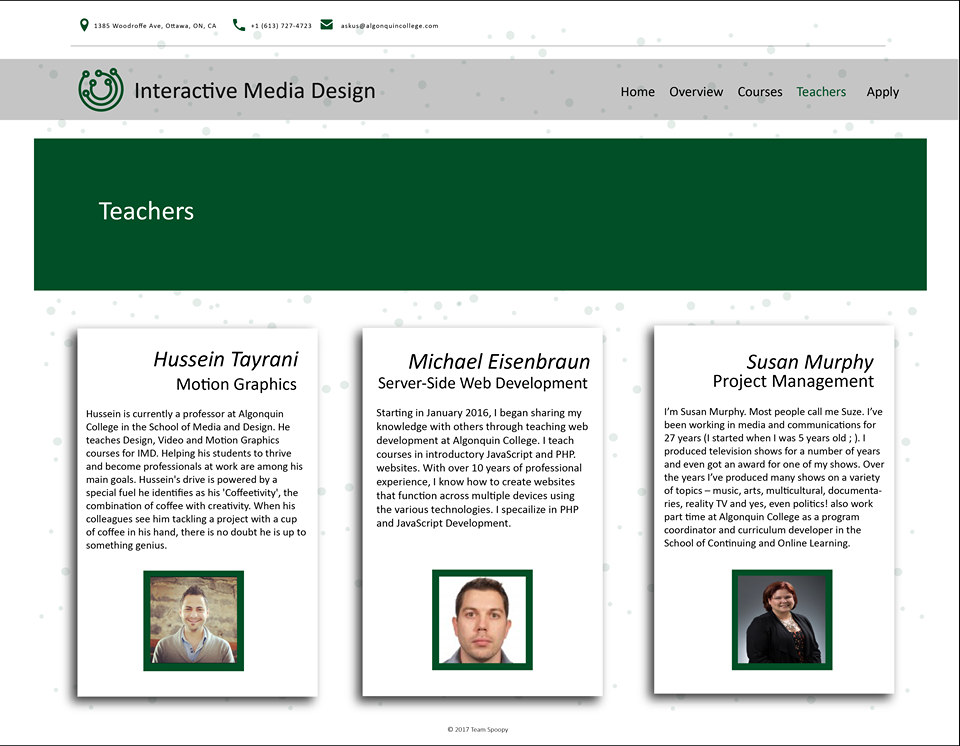 1385 Woodroffe Ave, Ottawa, ON, CA +1 (613) 727-4723 askus@algonquincollege.com
Interactive Media Design Home Overview Courses Teachers Apply
Teachers
Hussein Tayrani
Motion Graphics
Hussein is currently a professor at Algonquin
College in the School of Media and Design. He
teaches Design, Video and Motion Graphics
courses for IMD. Helping his students to thrive
and become professionals at work are among his
main goals. Hussein's drive is powered by a
special fuel he identifies as his 'Coffeetivity', the
combination of coffee with creativity. When his
colleagues see him tackling a project with a cup
of coffee in his hand, there is no doubt he is up to
something genius.
Michael Eisenbraun
Server-Side Web Development
Starting in January 2016, I began sharing my
knowledge with others through teaching web
development at Algonquin College. I teach
courses in introductory JavaScript and PHP.
websites. With over 10 years of professional
experience, I know how to create websites
that function across multiple devices using
the various technologies. I specailize in PHP
and JavaScript Development.
Susan Murphy
Project Management
I'm Susan Murphy. Most people call me Suze. I've
been working in media and communications for
27 years (I started when I was 5 years old ; ). I
produced television shows for a number of years
and even got an award for one of my shows. Over
the years I've produced many shows on a variety
of topics – music, arts, multicultural, documenta-
ries, reality TV and yes, even politics! also work
part time at Algonquin College as a program
coordinator and curriculum developer in the
School of Continuing and Online Learning.
© 2017 Team Spoopy